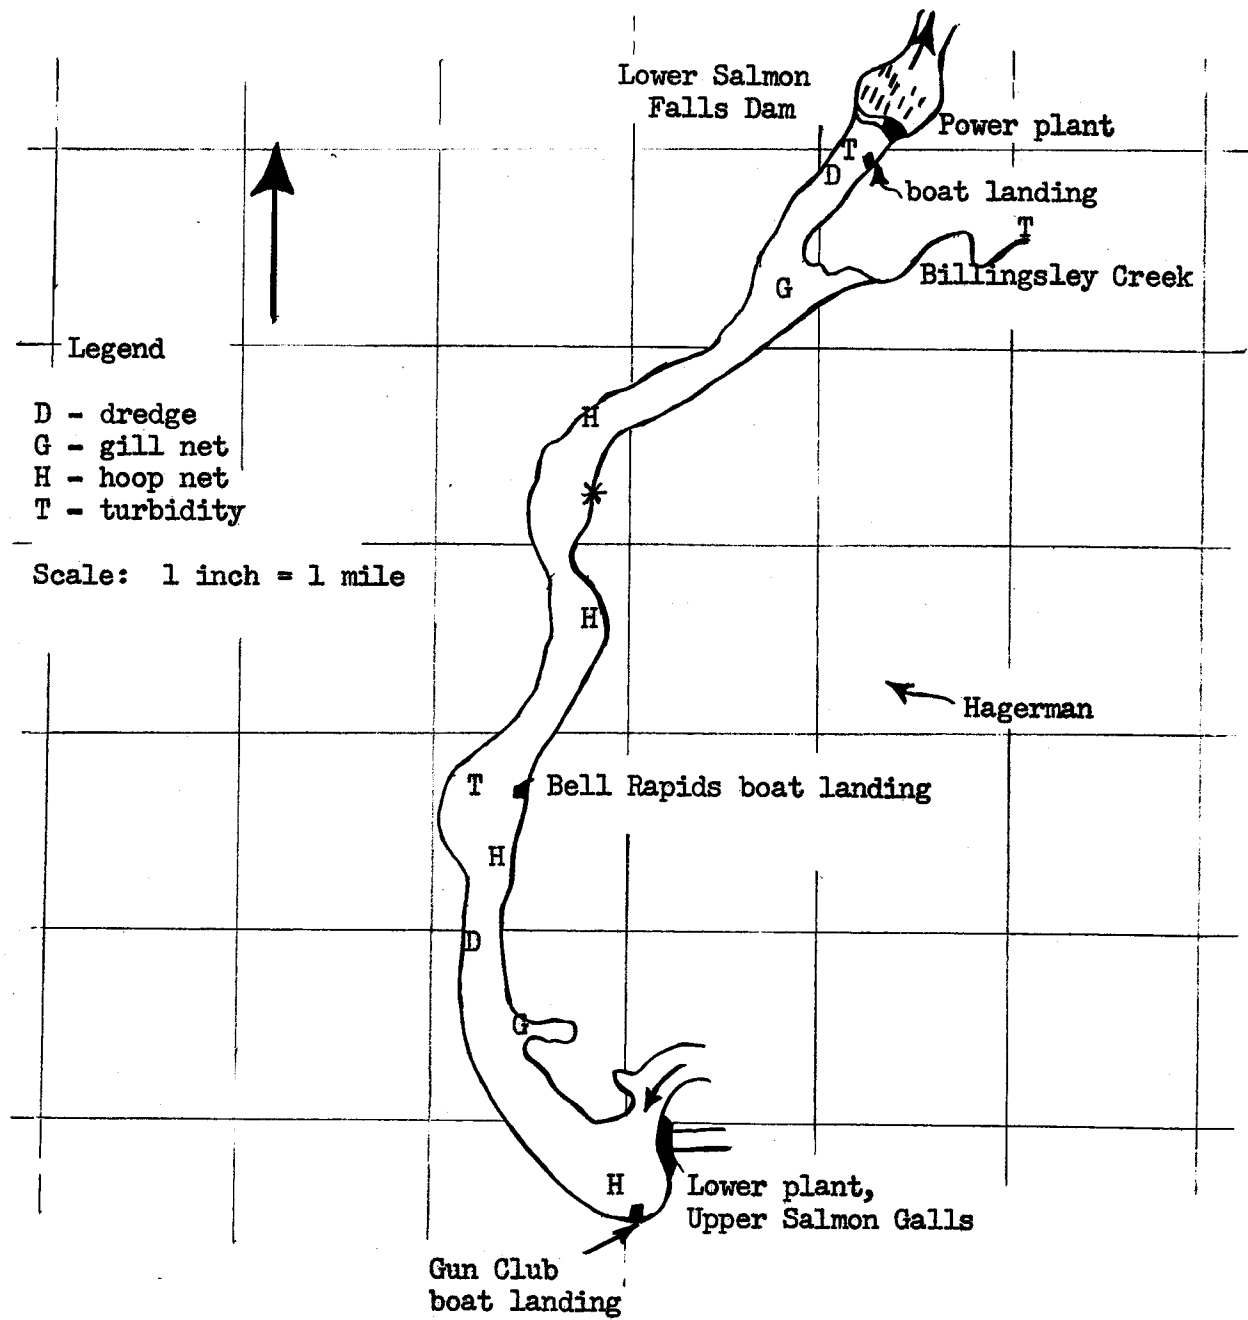 Lower Salmon
Falls Dam
Power plant
T
D
boat landing
T
Billingsley Creek
G
Legend
D - dredge
G - gill net
H - hoop net
T - turbidity
H
Scale: 1 inch = 1 mile
H
Hagerman
T
Bell Rapids boat landing
H
D
G
H
Lower plant,
Upper Salmon Galls
Gun Club
boat landing